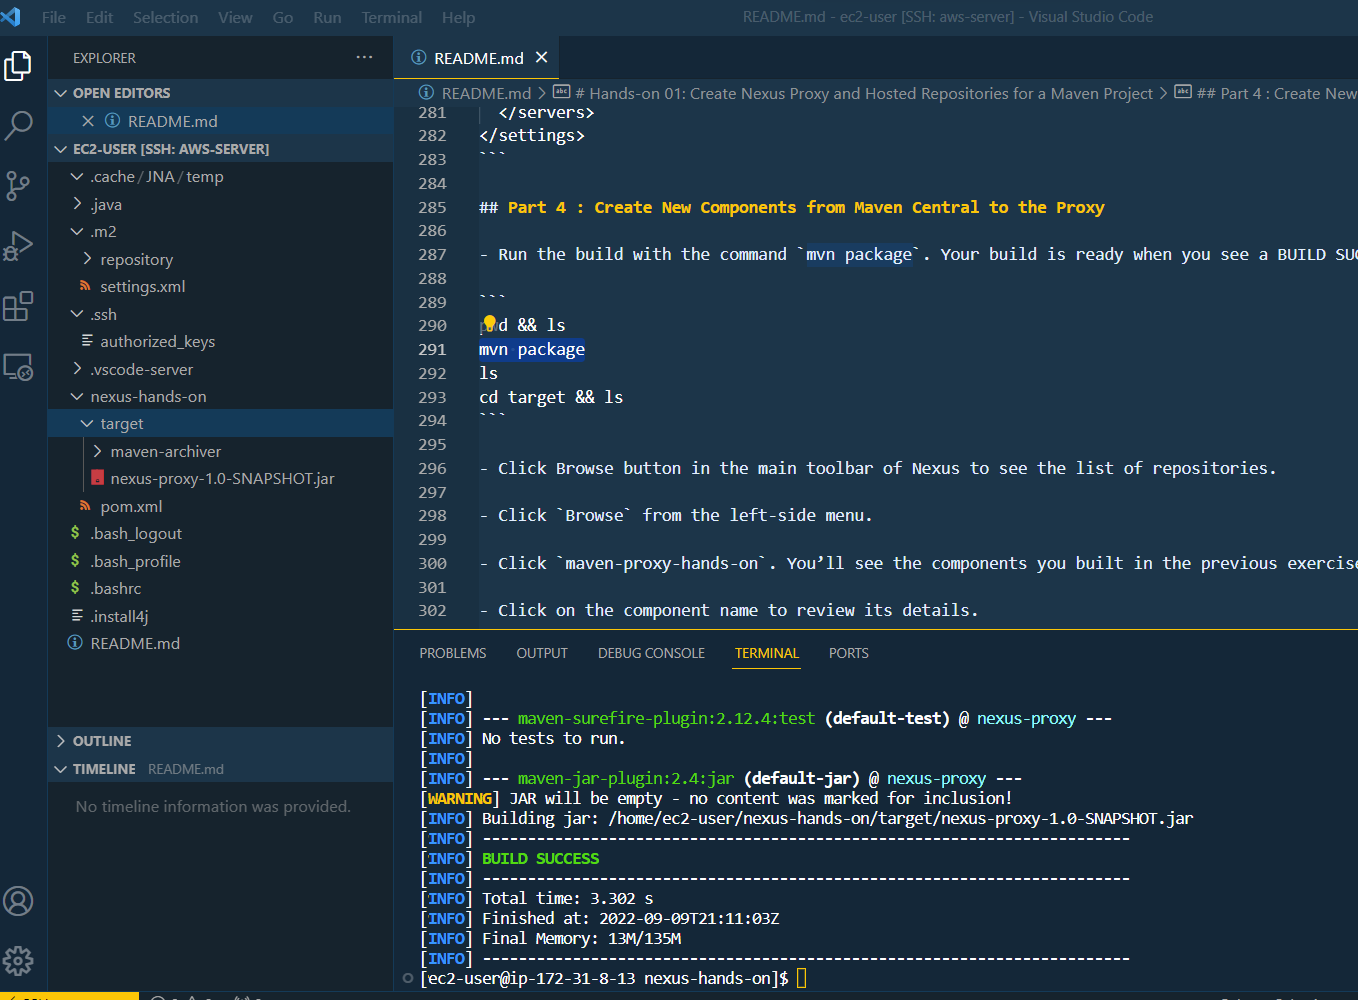 File Edit Selection View Go Run Terminal Help
README.md - ec2-user [SSH: aws-server] - Visual Studio Code
EXPLORER
OPEN EDITORS
README.md
EC2-USER [SSH: AWS-SERVER]
.cache / JNA / temp
.java
.m2
repository
settings.xml
.ssh
authorized_keys
.vscode-server
nexus-hands-on
target
maven-archiver
nexus-proxy-1.0-SNAPSHOT.jar
pom.xml
.bash_logout
.bash_profile
.bashrc
.install4j
README.md
OUTLINE
TIMELINE README.md
No timeline information was provided.
README.md
README.md > # Hands-on 01: Create Nexus Proxy and Hosted Repositories for a Maven Project > ## Part 4 : Create New
281 </servers>
282 </settings>
283 ```
284
285 ## Part 4 : Create New Components from Maven Central to the Proxy
286
287 - Run the build with the command `mvn package`. Your build is ready when you see a BUILD SUC
288
289 ```
290 pwd && ls
291 mvn package
292 ls
293 cd target && ls
294 ```
295
296 - Click Browse button in the main toolbar of Nexus to see the list of repositories.
297
298 - Click `Browse` from the left-side menu.
299
300 - Click `maven-proxy-hands-on`. You’ll see the components you built in the previous exercise
301
302 - Click on the component name to review its details.
PROBLEMS OUTPUT DEBUG CONSOLE TERMINAL PORTS
[INFO]
[INFO] --- maven-surefire-plugin:2.12.4:test (default-test) @ nexus-proxy ---
[INFO] No tests to run.
[INFO]
[INFO] --- maven-jar-plugin:2.4:jar (default-jar) @ nexus-proxy ---
[WARNING] JAR will be empty - no content was marked for inclusion!
[INFO] Building jar: /home/ec2-user/nexus-hands-on/target/nexus-proxy-1.0-SNAPSHOT.jar
[INFO] ------------------------------------------------------------------------
[INFO] BUILD SUCCESS
[INFO] ------------------------------------------------------------------------
[INFO] Total time: 3.302 s
[INFO] Finished at: 2022-09-09T21:11:03Z
[INFO] Final Memory: 13M/135M
[INFO] ------------------------------------------------------------------------
[ec2-user@ip-172-31-8-13 nexus-hands-on]$